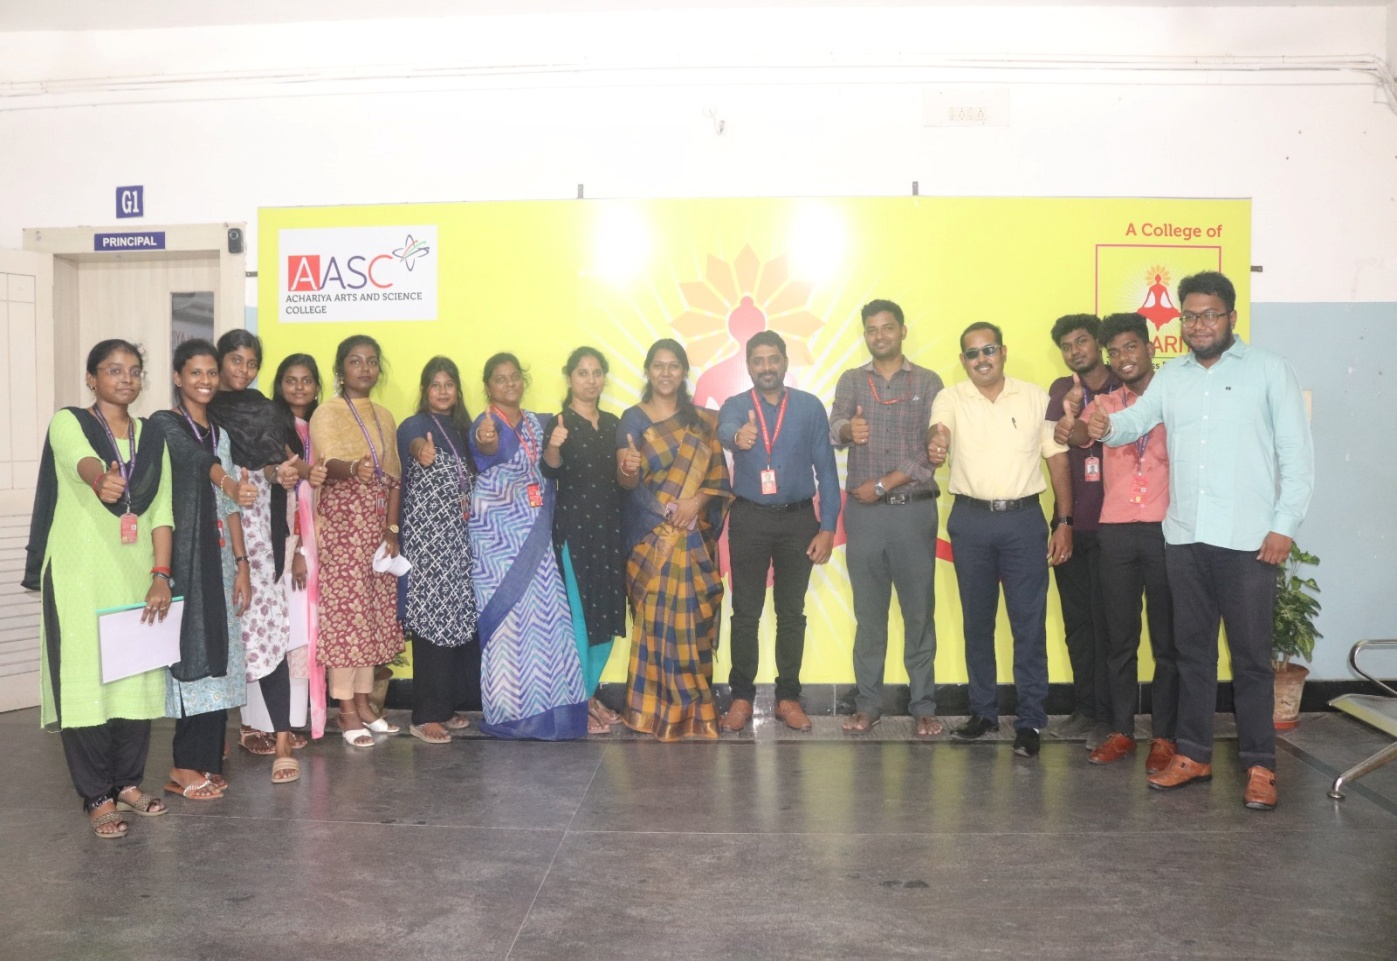 G1
PRINCIPAL
AASC
ACHARIYA ARTS AND SCIENCE
COLLEGE
A College of